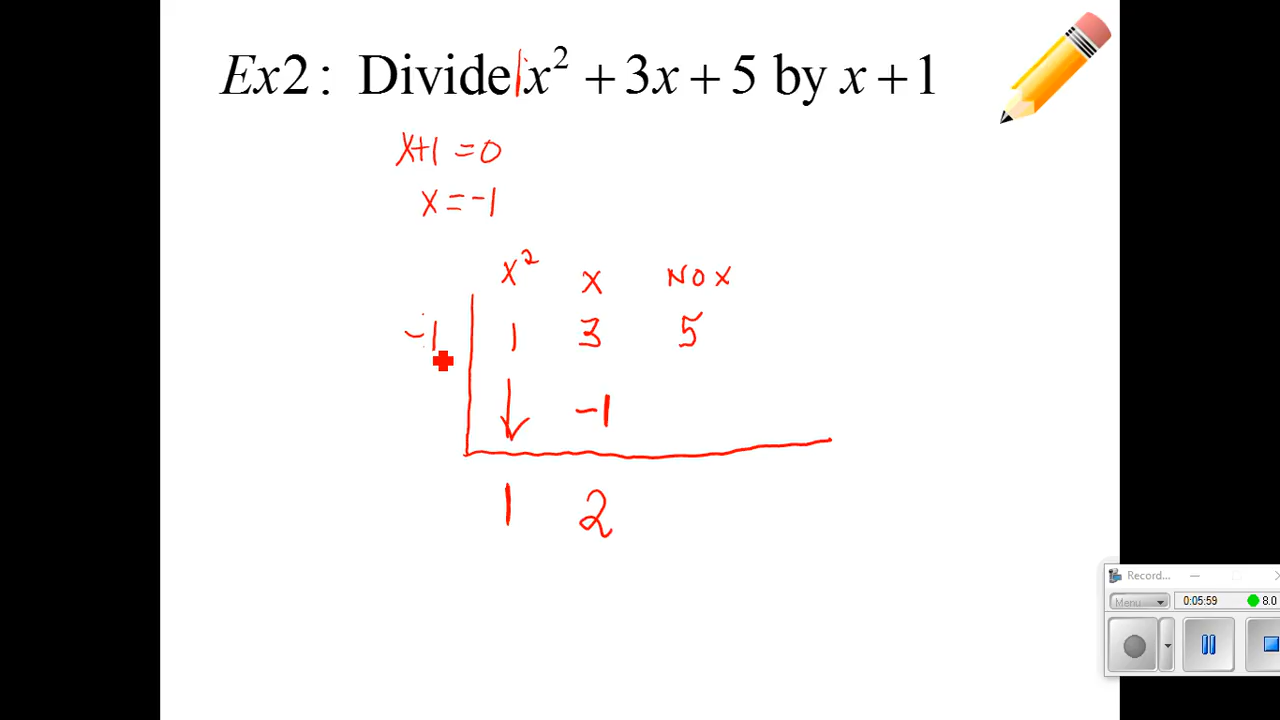 Ex2: Divide 1x² + 3x + 5 by x + 1
x+1 = 0
x = -1
x² x NO x
-1 1 3 5
-1
1 2
Record...
Menu 0:05:59 8.0